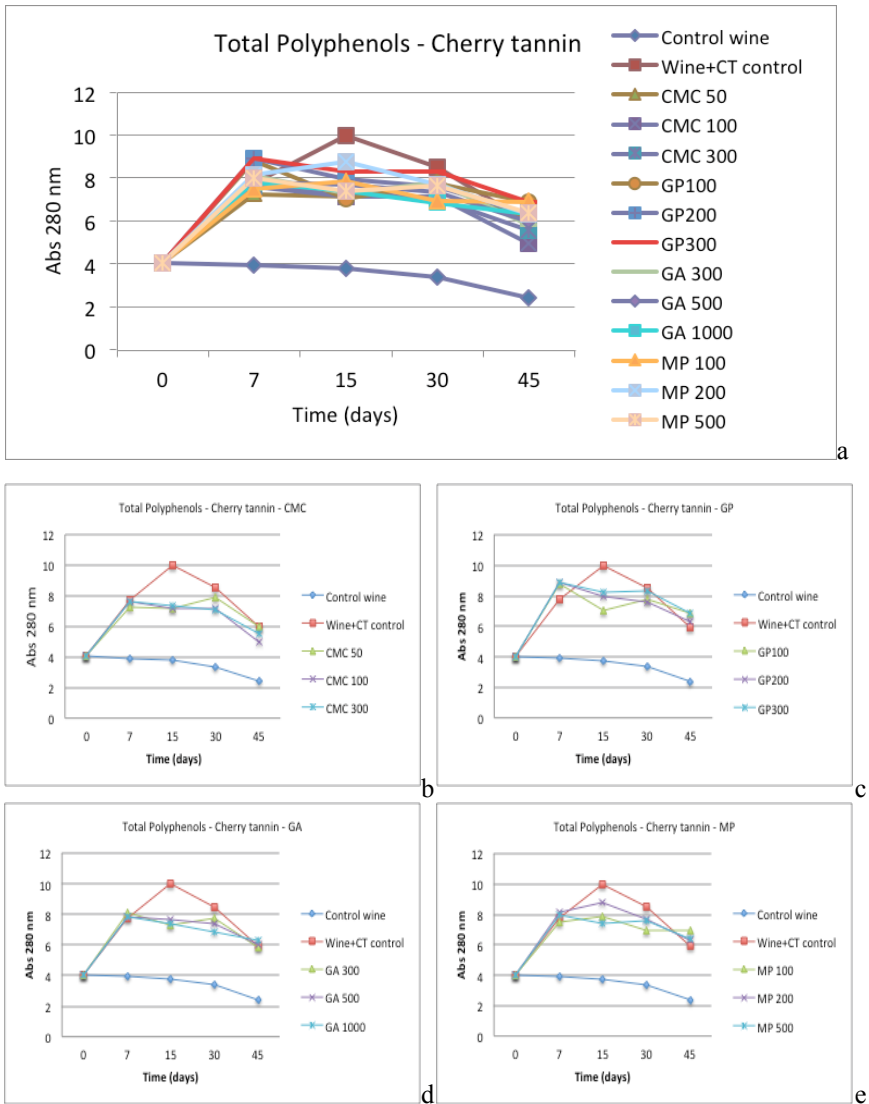 Total Polyphenols - Cherry tannin
Abs 280 nm
12
10
8
6
4
2
0
0 7 15 30 45
Time (days)
Control wine
Wine+CT control
CMC 50
CMC 100
CMC 300
GP100
GP200
GP300
GA 300
GA 500
GA 1000
MP 100
MP 200
MP 500
a
Total Polyphenols - Cherry tannin - CMC
Abs 280 nm
12
10
8
6
4
2
0
0 7 15 30 45
Time (days)
Control wine
Wine+CT control
CMC 50
CMC 100
CMC 300
b
Total Polyphenols - Cherry tannin - GP
Abs 280 nm
12
10
8
6
4
2
0
0 7 15 30 45
Time (days)
Control wine
Wine+CT control
GP100
GP200
GP300
c
Total Polyphenols - Cherry tannin - GA
Abs 280 nm
12
10
8
6
4
2
0
0 7 15 30 45
Time (days)
Control wine
Wine+CT control
GA 300
GA 500
GA 1000
d
Total Polyphenols - Cherry tannin - MP
Abs 280 nm
12
10
8
6
4
2
0
0 7 15 30 45
Time (days)
Control wine
Wine+CT control
MP 100
MP 200
MP 500
e